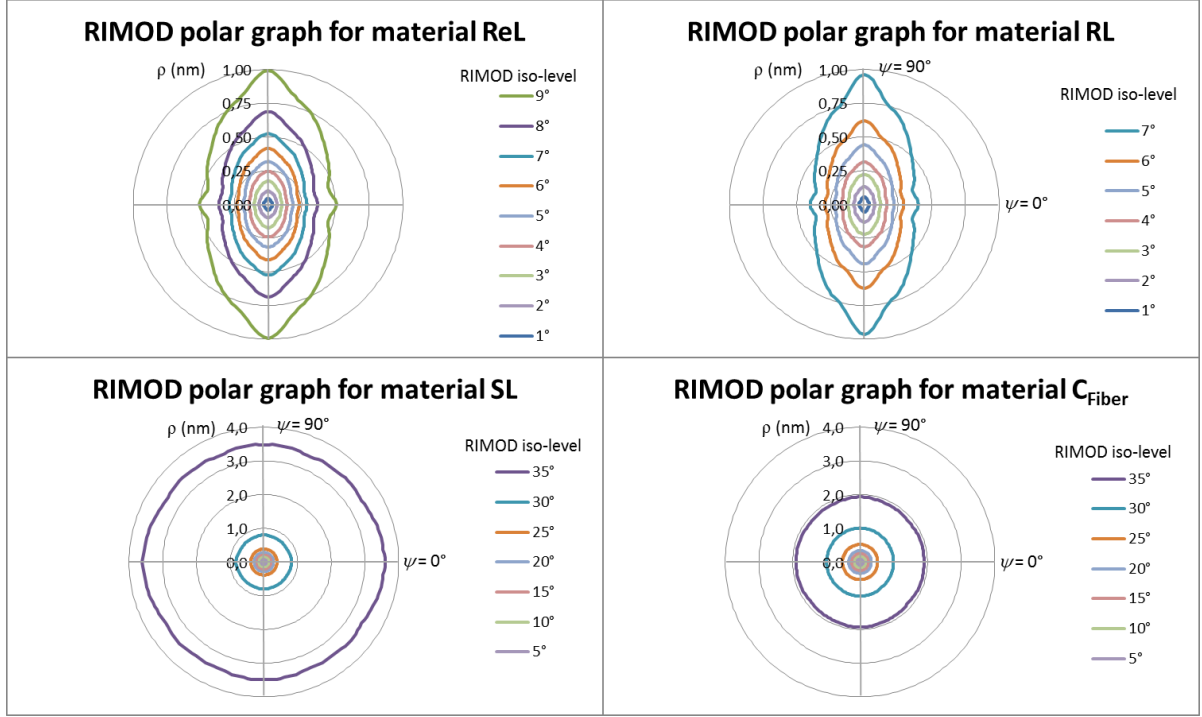 RIMOD polar graph for material ReL
ρ (nm)
1,00
0,75
0,50
0,25
0,00
RIMOD iso-level
9°
8°
7°
6°
5°
4°
3°
2°
1°
RIMOD polar graph for material RL
ρ (nm)
1,00
ψ= 90°
0,75
0,50
0,25
0,00
ψ= 0°
RIMOD iso-level
7°
6°
5°
4°
3°
2°
1°
RIMOD polar graph for material SL
ρ (nm)
4,0
ψ= 90°
3,0
2,0
1,0
0,0
ψ= 0°
RIMOD iso-level
35°
30°
25°
20°
15°
10°
5°
RIMOD polar graph for material CFiber
ρ (nm)
4,0
ψ= 90°
3,0
2,0
1,0
0,0
ψ= 0°
RIMOD iso-level
35°
30°
25°
20°
15°
10°
5°